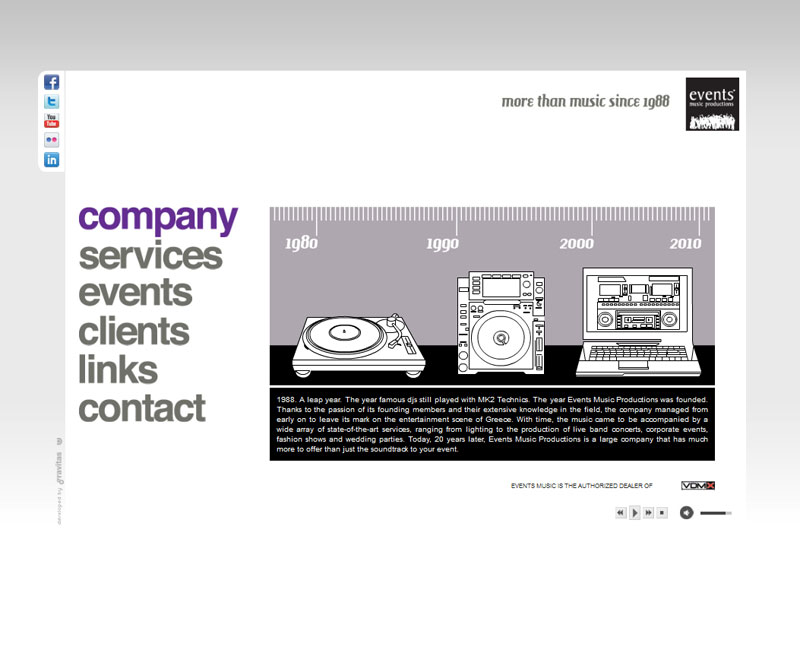 more than music since 1988
events
music productions
You
Tube
in
company
services
events
clients
links
contact
1980
1990
2000
2010
1988. A leap year. The year famous djs still played with MK2 Technics. The year Events Music Productions was founded.
Thanks to the passion of its founding members and their extensive knowledge in the field, the company managed from
early on to leave its mark on the entertainment scene of Greece. With time, the music came to be accompanied by a
wide array of state-of-the-art services, ranging from lighting to the production of live band concerts, corporate events,
fashion shows and wedding parties. Today, 20 years later, Events Music Productions is a large company that has much
more to offer than just the soundtrack to your event.
EVENTS MUSIC IS THE AUTHORIZED DEALER OF
VDMX
developed by gravitas